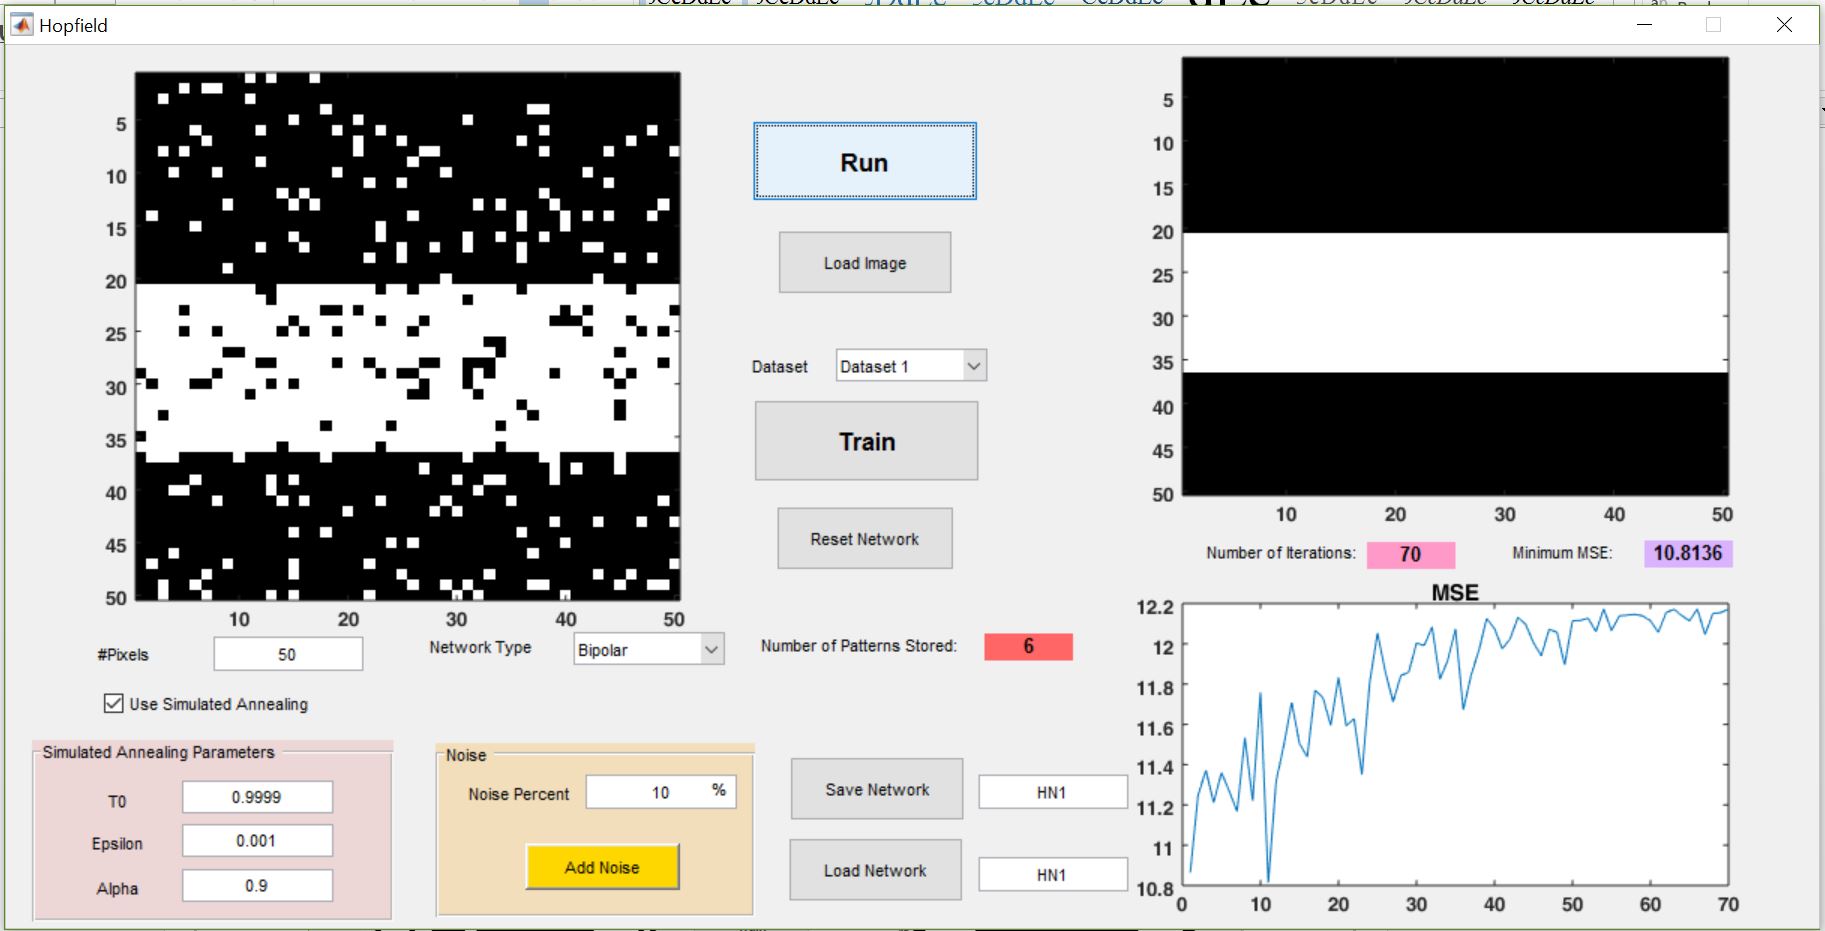 Hopfield
5
10
15
20
25
30
35
40
45
50
10 20 30 40 50
#Pixels 50
Network Type Bipolar
Use Simulated Annealing
Simulated Annealing Parameters
T0 0.9999
Epsilon 0.001
Alpha 0.9
Noise
Noise Percent 10 %
Add Noise
Run
Load Image
Dataset Dataset 1
Train
Reset Network
Number of Patterns Stored: 6
Save Network HN1
Load Network HN1
5
10
15
20
25
30
35
40
45
50
10 20 30 40 50
Number of Iterations: 70 Minimum MSE: 10.8136
MSE
12.2
12
11.8
11.6
11.4
11.2
11
10.8
0 10 20 30 40 50 60 70